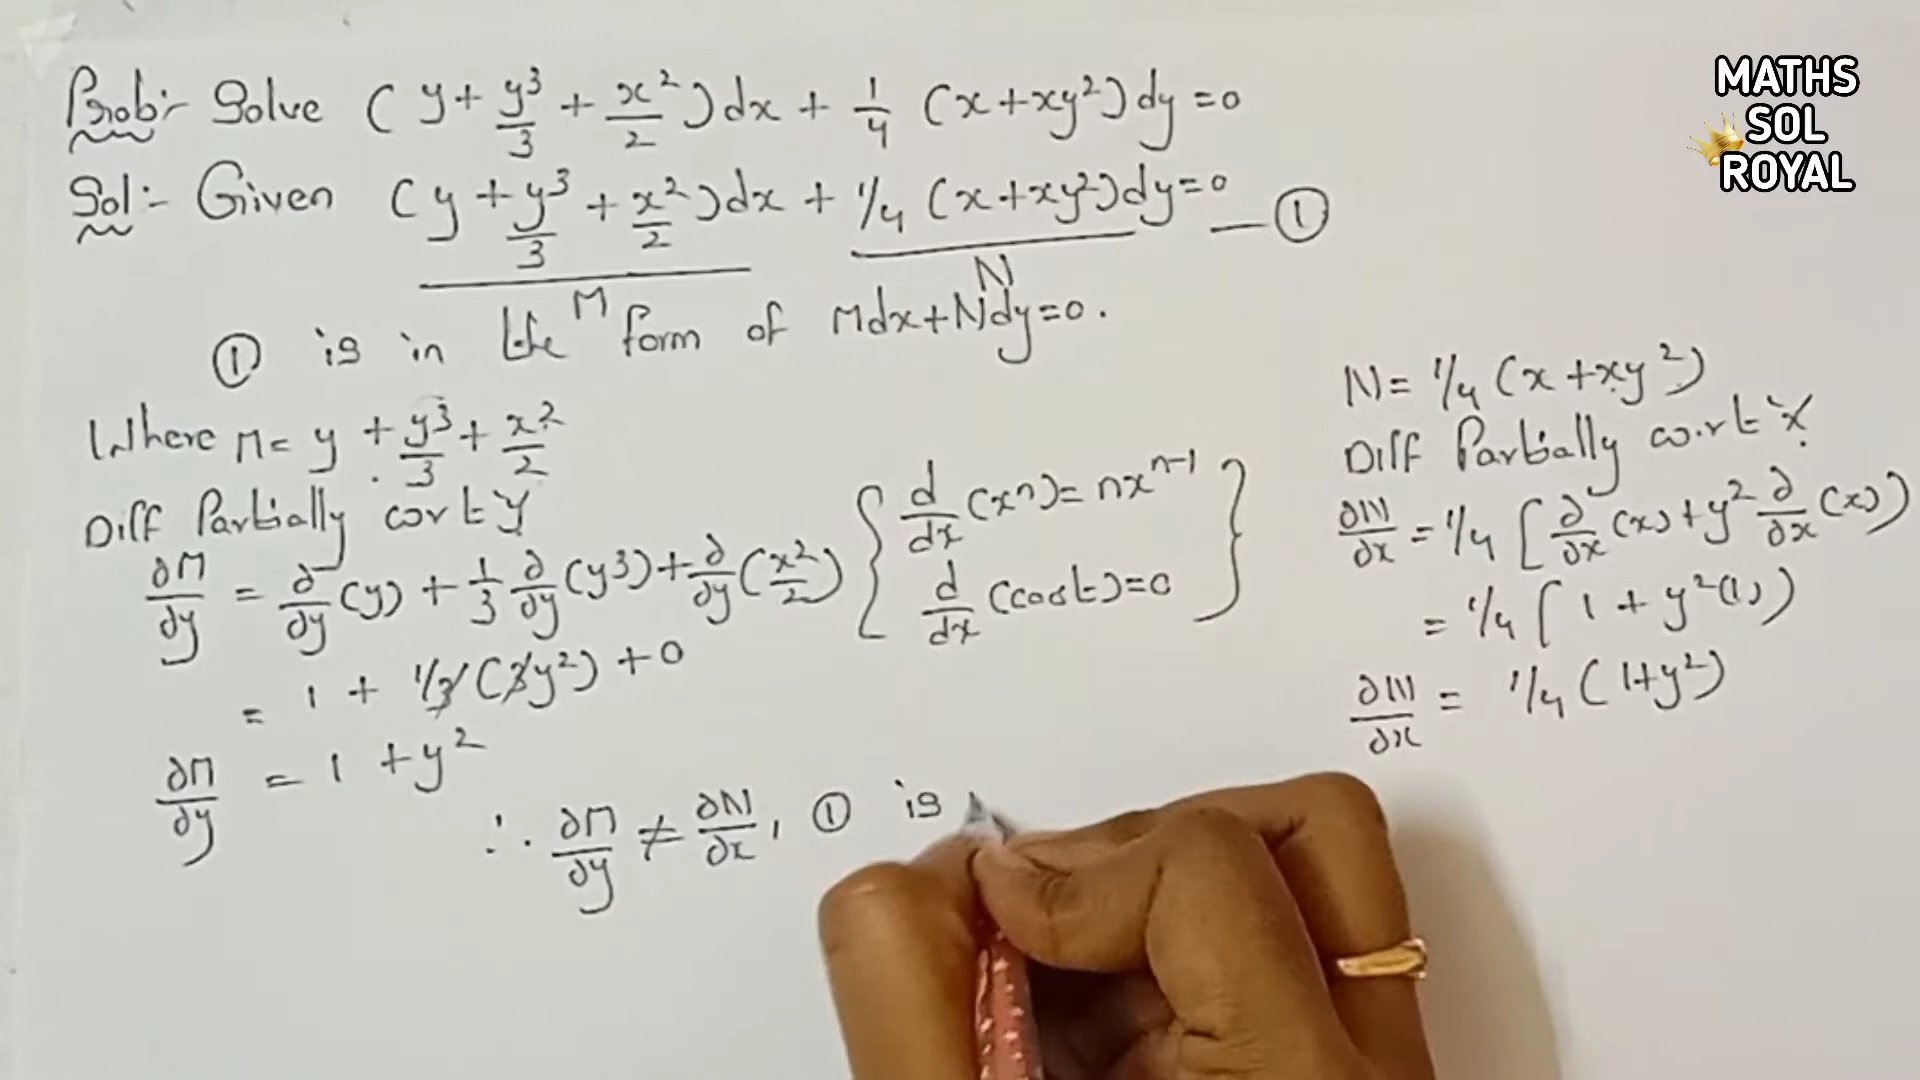 Prob:- Solve (y + y³/3 + x²/2)dx + 1/4 (x+xy²)dy=0
Sol:- Given (y + y³/3 + x²/2)dx + 1/4 (x+xy²)dy=0 — ①
M N
① is in the form of Mdx+Ndy=0.
Where M= y + y³/3 + x²/2
Diff Partially w.r.t y
∂M/∂y = ∂/∂y (y) + 1/3 ∂/∂y (y³) + ∂/∂y (x²/2) { d/dx (xⁿ) = nxⁿ⁻¹
d/dx (const)=0 }
= 1 + 1/3 (3y²) + 0
∂M/∂y = 1 + y²
∴ ∂M/∂y ≠ ∂N/∂x, ① is
N = 1/4 (x + xy²)
Diff Partially w.r.t x
∂N/∂x = 1/4 [∂/∂x (x) + y² ∂/∂x (x))
= 1/4 [ 1 + y²(1))
∂N/∂x = 1/4 (1+y²)
MATHS
SOL
ROYAL